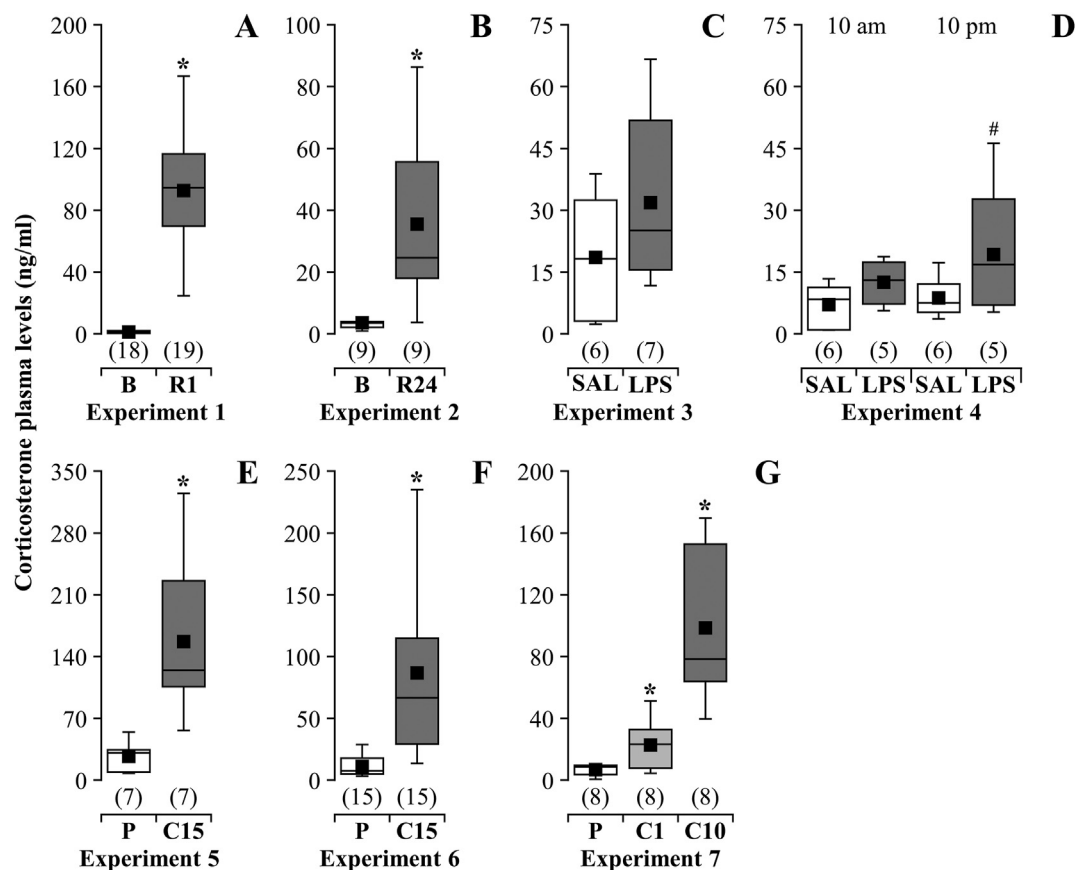 Corticosterone plasma levels (ng/ml)
A
200
160
120
80
40
0
*
(18) (19)
B R1
Experiment 1
B
100
80
60
40
20
0
*
(9) (9)
B R24
Experiment 2
C
75
60
45
30
15
0
(6) (7)
SAL LPS
Experiment 3
10 am 10 pm D
75
60
45
30
15
0
#
(6) (5) (6) (5)
SAL LPS SAL LPS
Experiment 4
E
350
280
210
140
70
0
*
(7) (7)
P C15
Experiment 5
F
250
200
150
100
50
0
*
(15) (15)
P C15
Experiment 6
G
200
160
120
80
40
0
* *
(8) (8) (8)
P C1 C10
Experiment 7